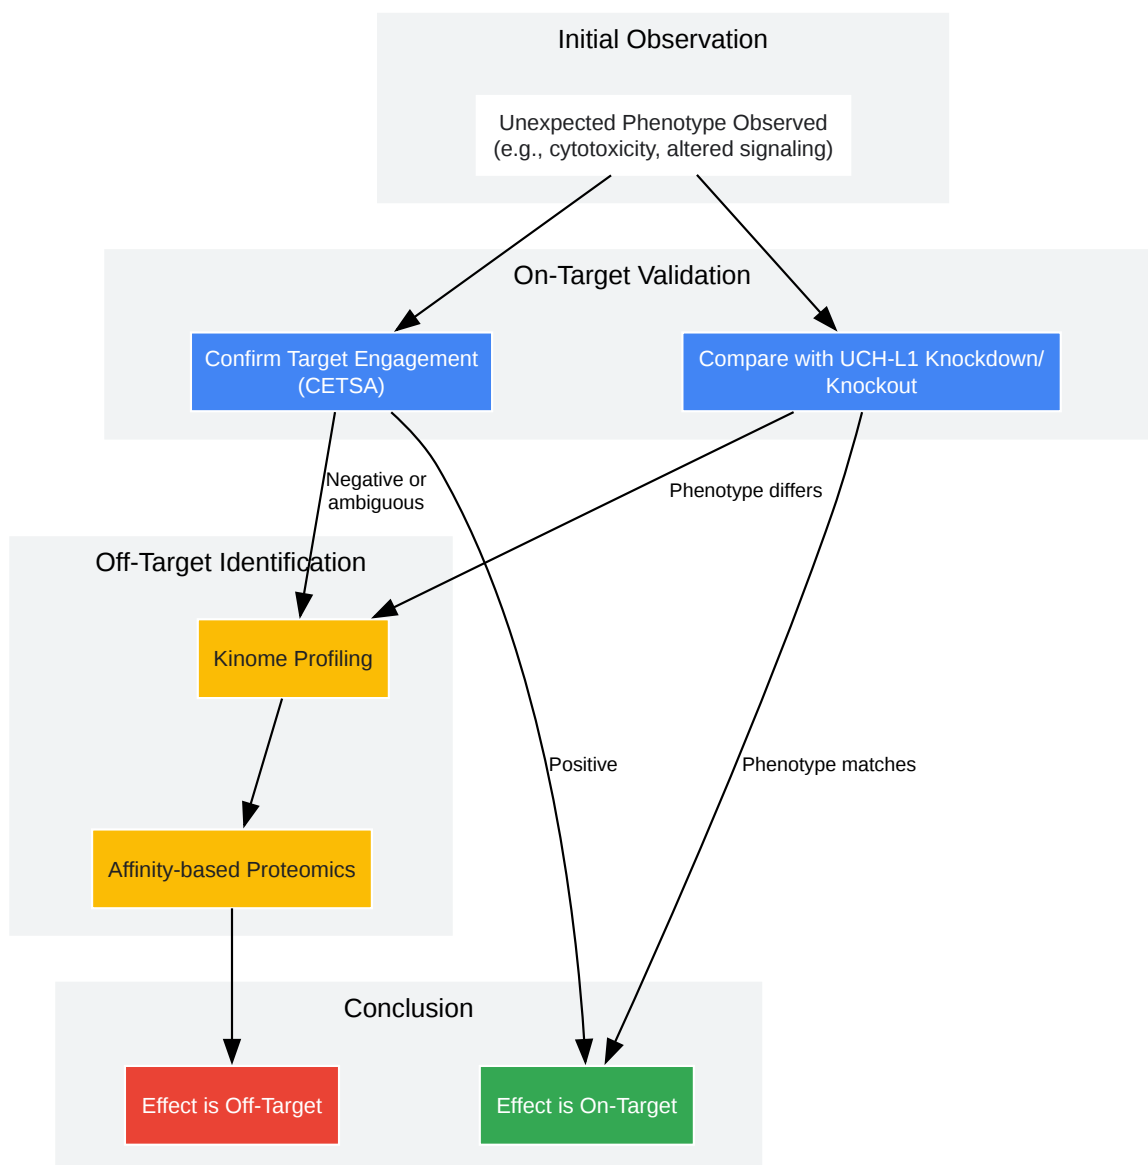 Initial Observation
Unexpected Phenotype Observed
(e.g., cytotoxicity, altered signaling)
On-Target Validation
Confirm Target Engagement
(CETSA)
Compare with UCH-L1 Knockdown/
Knockout
Negative or
ambiguous
Phenotype differs
Off-Target Identification
Kinome Profiling
Positive
Phenotype matches
Affinity-based Proteomics
Conclusion
Effect is Off-Target
Effect is On-Target